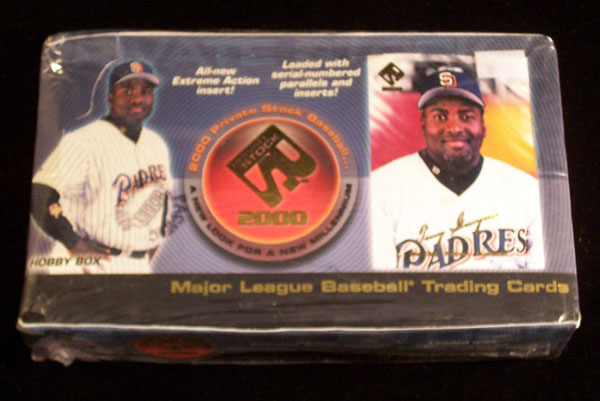 All-new
Extreme Action
insert!
Loaded with
serial-numbered
parallels and
inserts!
2000 Private Stock Baseball...
PRIVATE
STOCK
2000
A NEW LOOK FOR A NEW MILLENNIUM
PADRES
PADRES
HOBBY BOX
Major League Baseball® Trading Cards